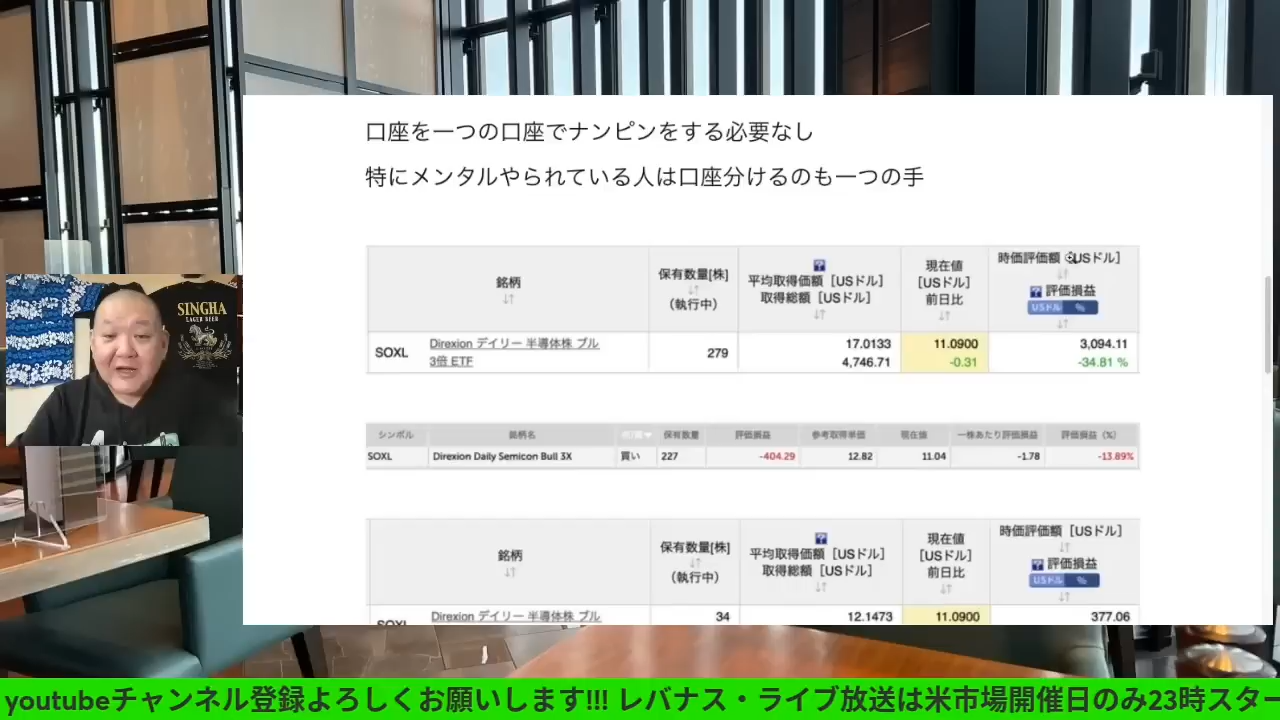 口座を一つの口座でナンピンをする必要なし
特にメンタルやられている人は口座分けるのも一つの手
銘柄
保有数量[株]
(執行中)
平均取得価額[USドル]
取得総額[USドル]
現在値
[USドル]
前日比
時価評価額[USドル]
評価損益
USドル %
SOXL
Direxion デイリー 半導体株 ブル
3倍 ETF
279
17.0133
4,746.71
11.0900
-0.31
3,094.11
-34.81 %
シンボル 銘柄名 保有数量 評価損益 参考取得単価 現在値 一株あたり評価損益 評価損益 (%)
SOXL Direxion Daily Semicon Bull 3X 買い 227 -404.29 12.82 11.04 -1.78 -13.89%
銘柄
保有数量[株]
(執行中)
平均取得価額[USドル]
取得総額[USドル]
現在値
[USドル]
前日比
時価評価額[USドル]
評価損益
USドル %
SOXL
Direxion デイリー 半導体株 ブル
34
12.1473
11.0900
377.06
SINGHA
LAGER BEER
youtubeチャンネル登録よろしくお願いします!!! レバナス・ライブ放送は米市場開催日のみ23時スター